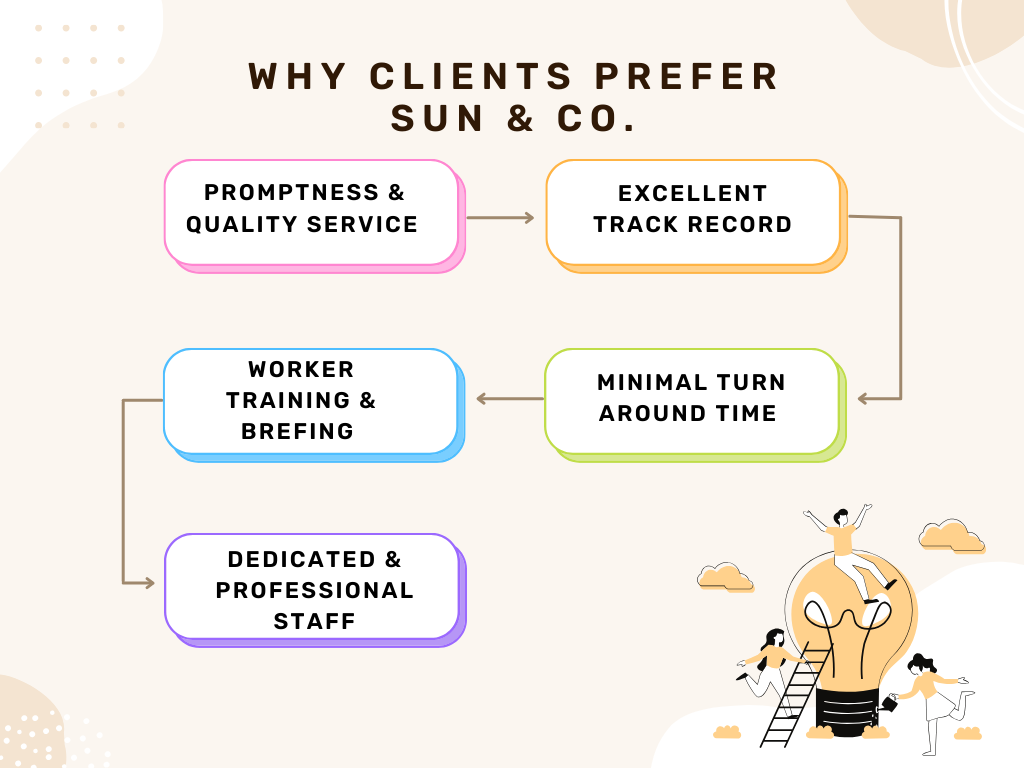 WHY CLIENTS PREFER
SUN & CO.
PROMPTNESS &
QUALITY SERVICE
EXCELLENT
TRACK RECORD
MINIMAL TURN
AROUND TIME
WORKER
TRAINING &
BREFING
DEDICATED &
PROFESSIONAL
STAFF